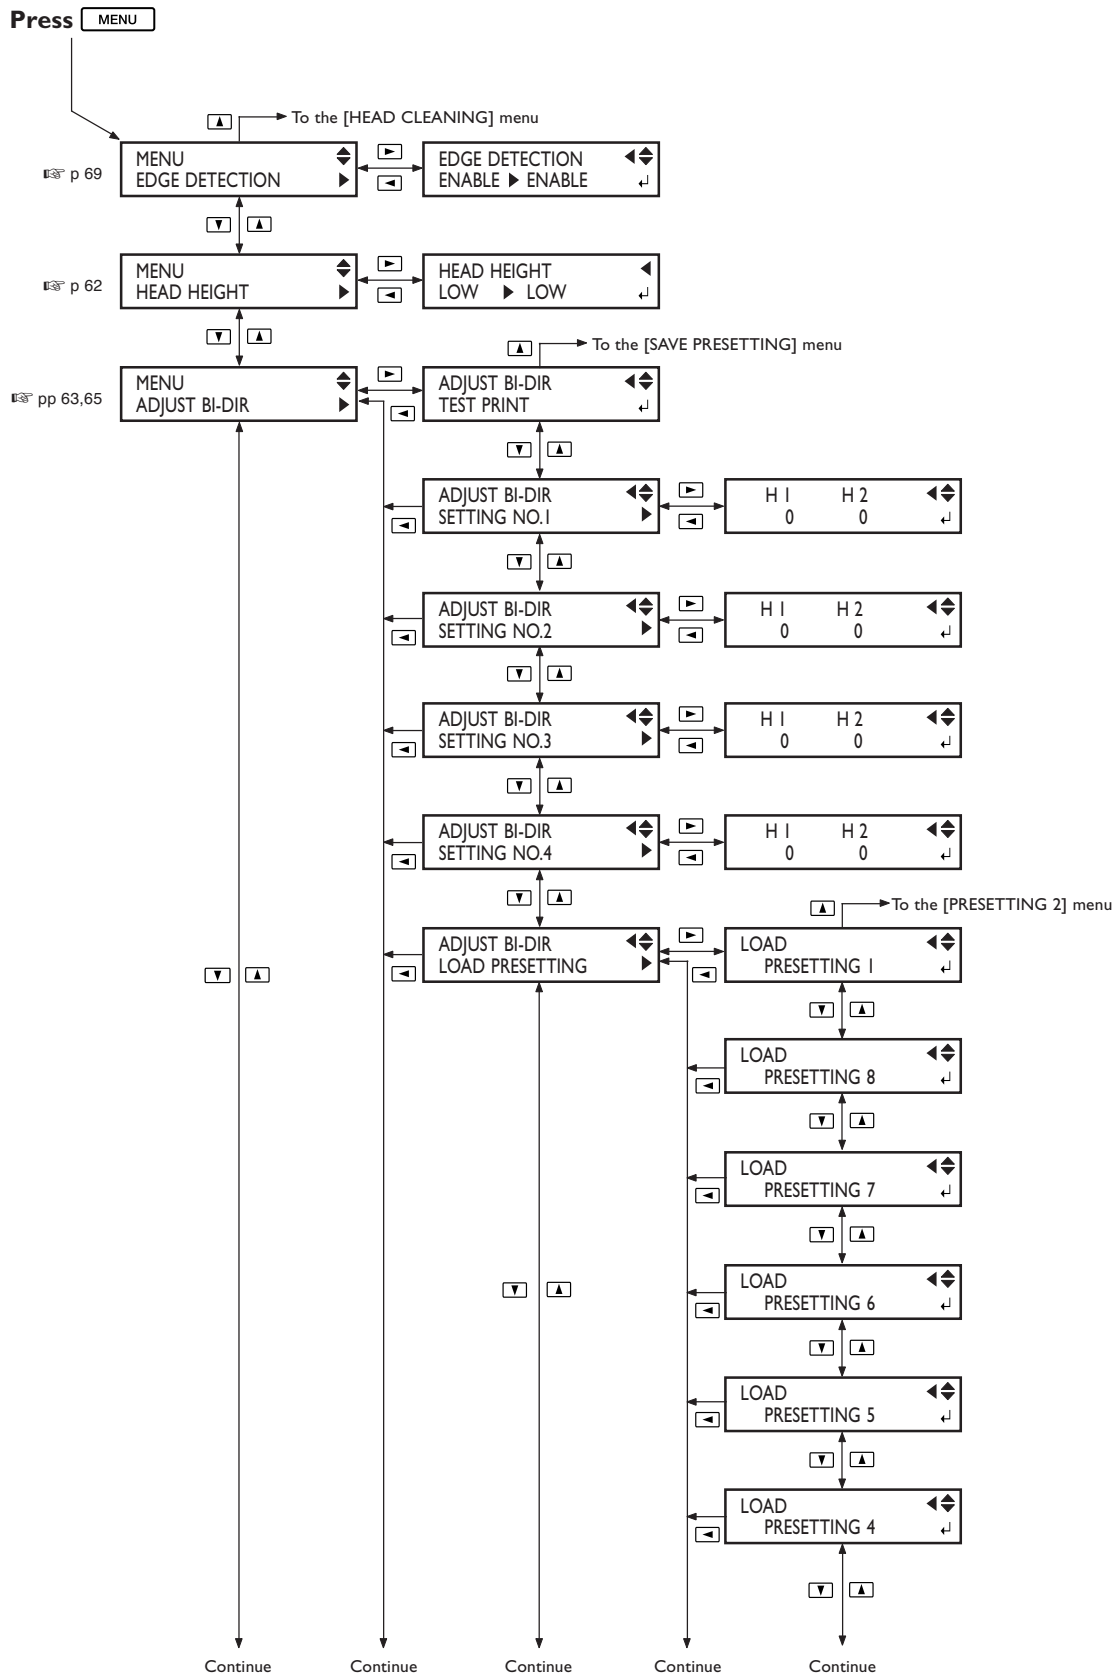 Press MENU
To the [HEAD CLEANING] menu
MENU
EDGE DETECTION
p 69
EDGE DETECTION
ENABLE ▶ ENABLE
MENU
HEAD HEIGHT
p 62
HEAD HEIGHT
LOW ▶ LOW
To the [SAVE PRESETTING] menu
MENU
ADJUST BI-DIR
pp 63,65
ADJUST BI-DIR
TEST PRINT
ADJUST BI-DIR
SETTING NO.1
H 1 H 2
0 0
ADJUST BI-DIR
SETTING NO.2
H 1 H 2
0 0
ADJUST BI-DIR
SETTING NO.3
H 1 H 2
0 0
ADJUST BI-DIR
SETTING NO.4
H 1 H 2
0 0
To the [PRESETTING 2] menu
ADJUST BI-DIR
LOAD PRESETTING
LOAD
PRESETTING 1
LOAD
PRESETTING 8
LOAD
PRESETTING 7
LOAD
PRESETTING 6
LOAD
PRESETTING 5
LOAD
PRESETTING 4
Continue Continue Continue Continue Continue